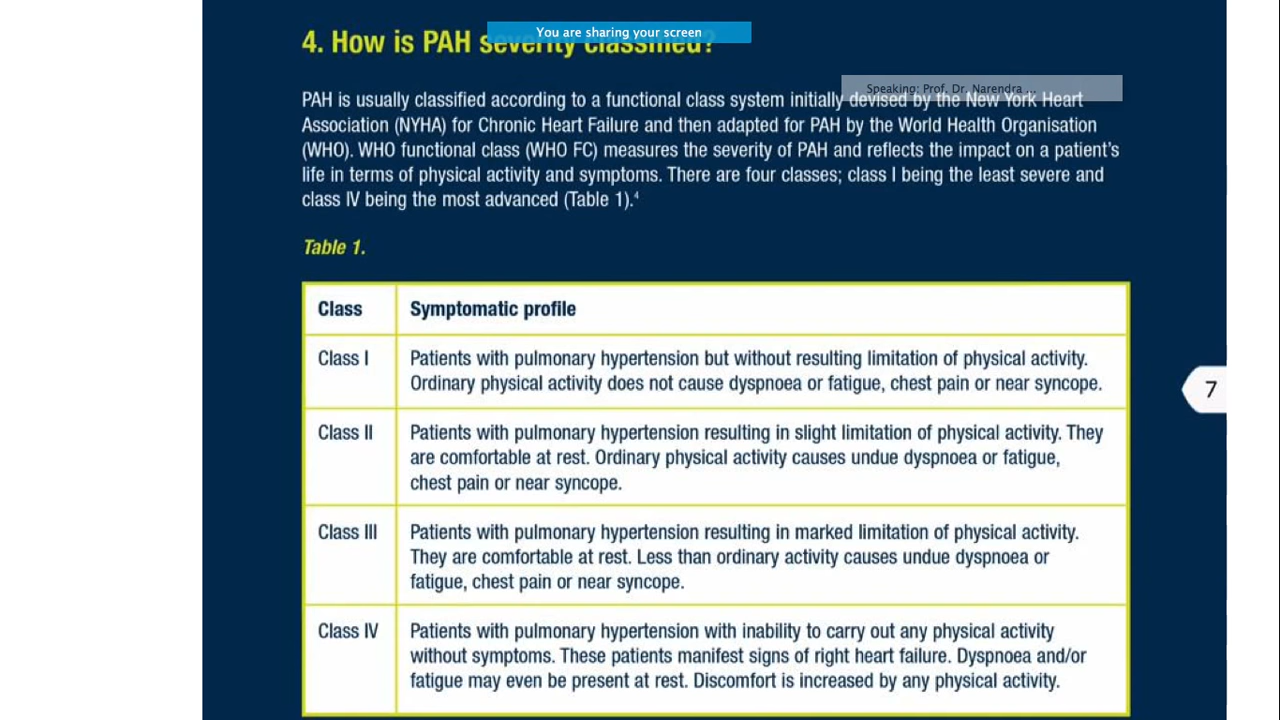 You are sharing your screen
4. How is PAH severity classified?
Speaking: Prof. Dr. Narendra ...
PAH is usually classified according to a functional class system initially devised by the New York Heart
Association (NYHA) for Chronic Heart Failure and then adapted for PAH by the World Health Organisation
(WHO). WHO functional class (WHO FC) measures the severity of PAH and reflects the impact on a patient's
life in terms of physical activity and symptoms. There are four classes; class I being the least severe and
class IV being the most advanced (Table 1).⁴
Table 1.
Class Symptomatic profile
Class I Patients with pulmonary hypertension but without resulting limitation of physical activity.
Ordinary physical activity does not cause dyspnoea or fatigue, chest pain or near syncope.
Class II Patients with pulmonary hypertension resulting in slight limitation of physical activity. They
are comfortable at rest. Ordinary physical activity causes undue dyspnoea or fatigue,
chest pain or near syncope.
Class III Patients with pulmonary hypertension resulting in marked limitation of physical activity.
They are comfortable at rest. Less than ordinary activity causes undue dyspnoea or
fatigue, chest pain or near syncope.
Class IV Patients with pulmonary hypertension with inability to carry out any physical activity
without symptoms. These patients manifest signs of right heart failure. Dyspnoea and/or
fatigue may even be present at rest. Discomfort is increased by any physical activity.
7